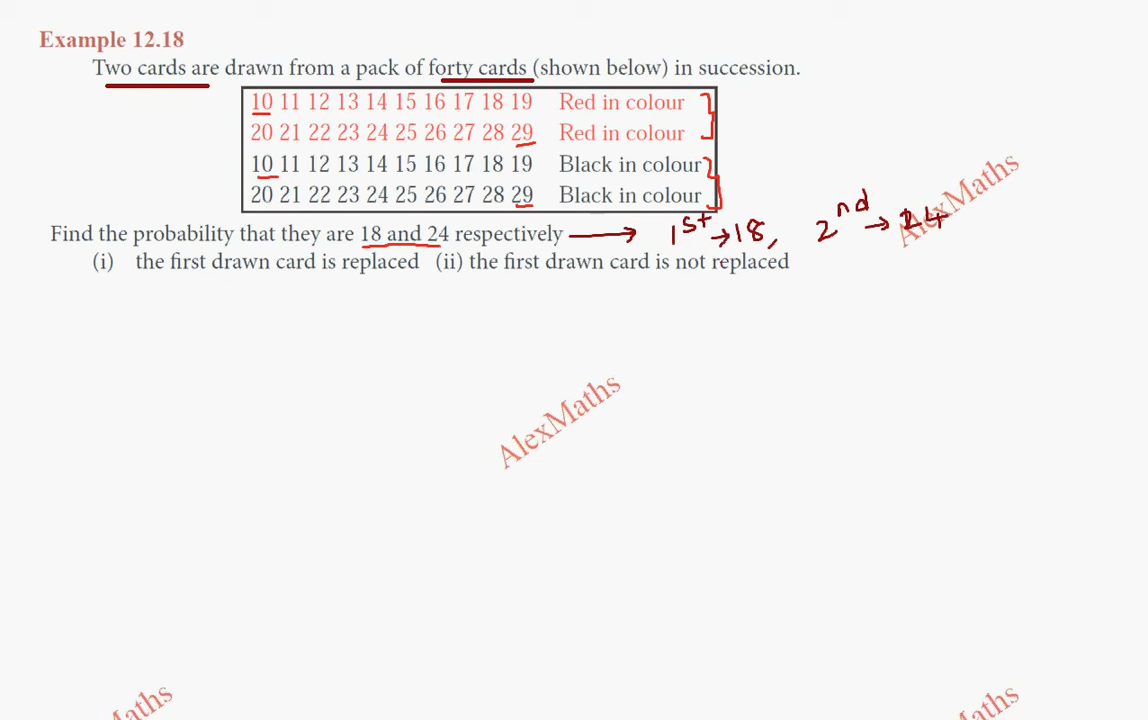 Example 12.18
Two cards are drawn from a pack of forty cards (shown below) in succession.
10 11 12 13 14 15 16 17 18 19 Red in colour
20 21 22 23 24 25 26 27 28 29 Red in colour
10 11 12 13 14 15 16 17 18 19 Black in colour
20 21 22 23 24 25 26 27 28 29 Black in colour
Find the probability that they are 18 and 24 respectively → 1st → 18, 2nd → 24
(i) the first drawn card is replaced (ii) the first drawn card is not replaced
AlexMaths
AlexMaths
Maths
Maths